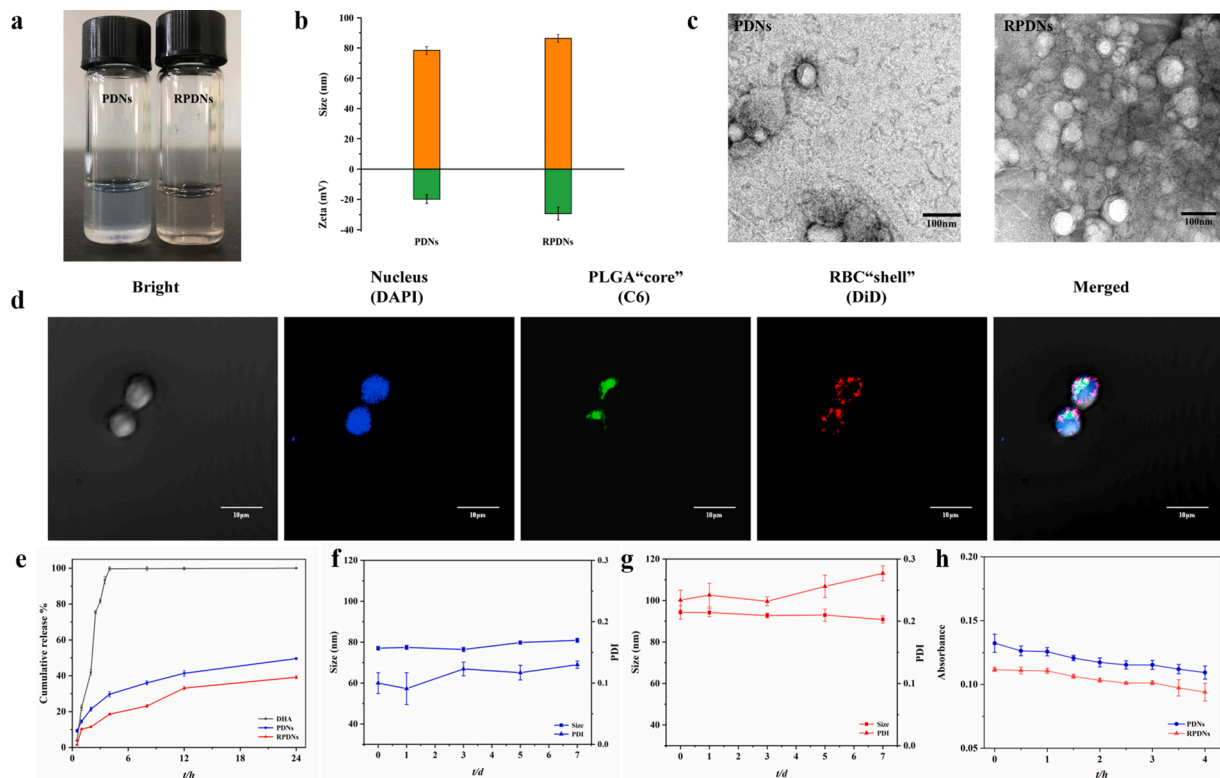 a
PDNs
RPDNs
b
100
80
60
40
20
0
-20
-40
Size (nm)
Zeta (mV)
PDNs
RPDNs
c
PDNs
100nm
RPDNs
100nm
d
Bright
Nucleus
(DAPI)
PLGA“core”
(C6)
RBC“shell”
(DiD)
Merged
10μm
10μm
10μm
10μm
10μm
e
100
80
60
40
20
0
Cumulative release %
DHA
PDNs
RPDNs
0
6
12
18
24
t/h
f
120
100
80
60
40
Size (nm)
0.3
0.2
0.1
0.0
PDI
Size
PDI
0
1
2
3
4
5
6
7
t/d
g
120
100
80
60
40
Size (nm)
0.3
0.2
0.1
0.0
PDI
Size
PDI
0
1
2
3
4
5
6
7
t/d
h
0.20
0.15
0.10
0.05
Absorbance
PDNs
RPDNs
0
1
2
3
4
t/h